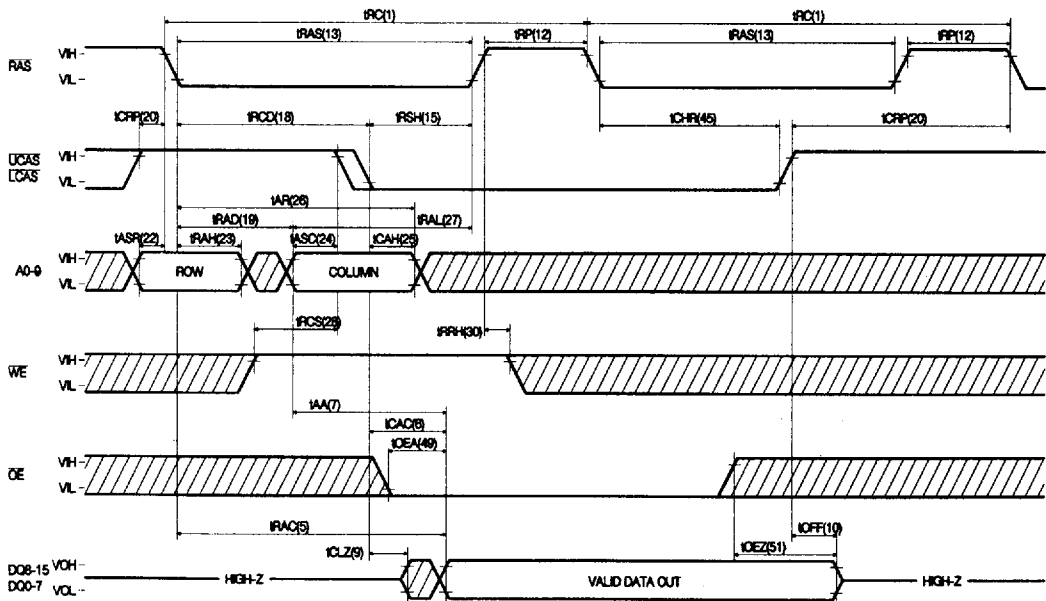 tRC(1) tRC(1)
tRAS(13) tRP(12) tRAS(13) tRP(12)
RAS VIH
VIL
tCRP(20) tRCD(18) tRSH(15) tCHR(45) tCRP(20)
UCAS VIH
LCAS VIL
tAR(26)
tRAD(19) tRAL(27)
tASR(22) tRAH(23) tASC(24) tCAH(25)
A0-9 VIH ROW COLUMN
VIL
tRCS(28) tRRH(30)
WE VIH
VIL
tAA(7)
tCAC(6)
tOEA(49)
OE VIH
VIL
tRAC(5) tOFF(10)
tCLZ(9) tOEZ(51)
DQ8-15 VOH
DQ0-7 VOL HIGH-Z VALID DATA OUT HIGH-Z